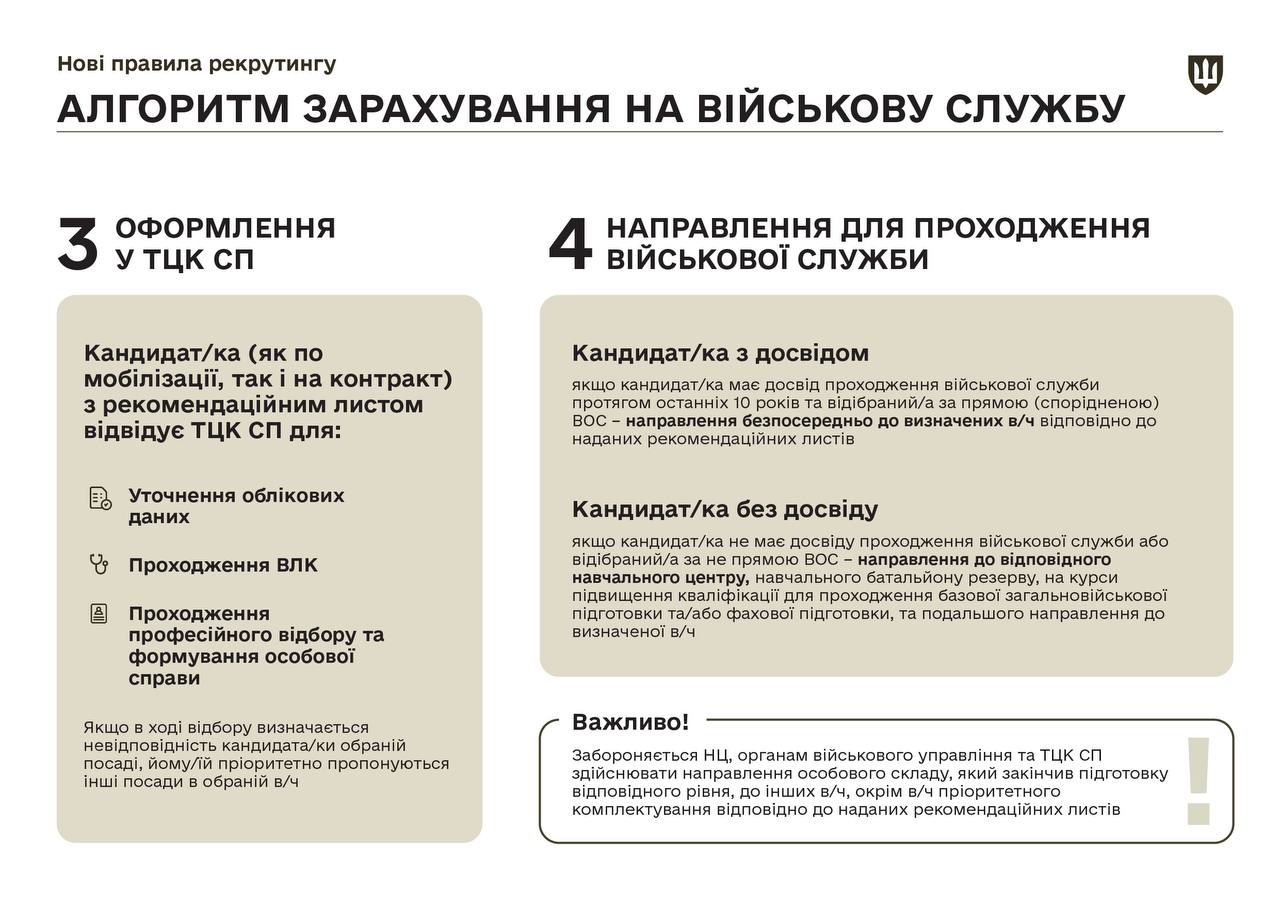 Нові правила рекрутингу
АЛГОРИТМ ЗАРАХУВАННЯ НА ВІЙСЬКОВУ СЛУЖБУ
3 ОФОРМЛЕННЯ
У ТЦК СП
Кандидат/ка (як по
мобілізації, так і на контракт)
з рекомендаційним листом
відвідує ТЦК СП для:
Уточнення облікових
даних
Проходження ВЛК
Проходження
професійного відбору та
формування особової
справи
Якщо в ході відбору визначається
невідповідність кандидата/ки обраній
посаді, йому/їй пріоритетно пропонуються
інші посади в обраній в/ч
4 НАПРАВЛЕННЯ ДЛЯ ПРОХОДЖЕННЯ
ВІЙСЬКОВОЇ СЛУЖБИ
Кандидат/ка з досвідом
якщо кандидат/ка має досвід проходження військової служби
протягом останніх 10 років та відібраний/а за прямою (спорідненою)
ВОС – направлення безпосередньо до визначених в/ч відповідно до
наданих рекомендаційних листів
Кандидат/ка без досвіду
якщо кандидат/ка не має досвіду проходження військової служби або
відібраний/а за не прямою ВОС – направлення до відповідного
навчального центру, навчального батальйону резерву, на курси
підвищення кваліфікації для проходження базової загальновійськової
підготовки та/або фахової підготовки, та подальшого направлення до
визначеної в/ч
Важливо!
Забороняється НЦ, органам військового управління та ТЦК СП
здійснювати направлення особового складу, який закінчив підготовку
відповідного рівня, до інших в/ч, окрім в/ч пріоритетного
комплектування відповідно до наданих рекомендаційних листів
!